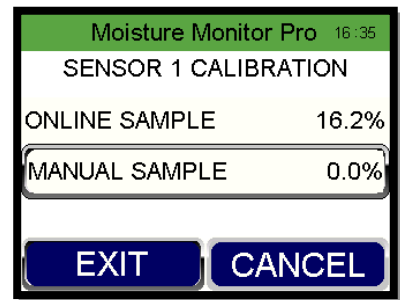 Moisture Monitor Pro 16:35
SENSOR 1 CALIBRATION
ONLINE SAMPLE 16.2%
MANUAL SAMPLE 0.0%
EXIT CANCEL